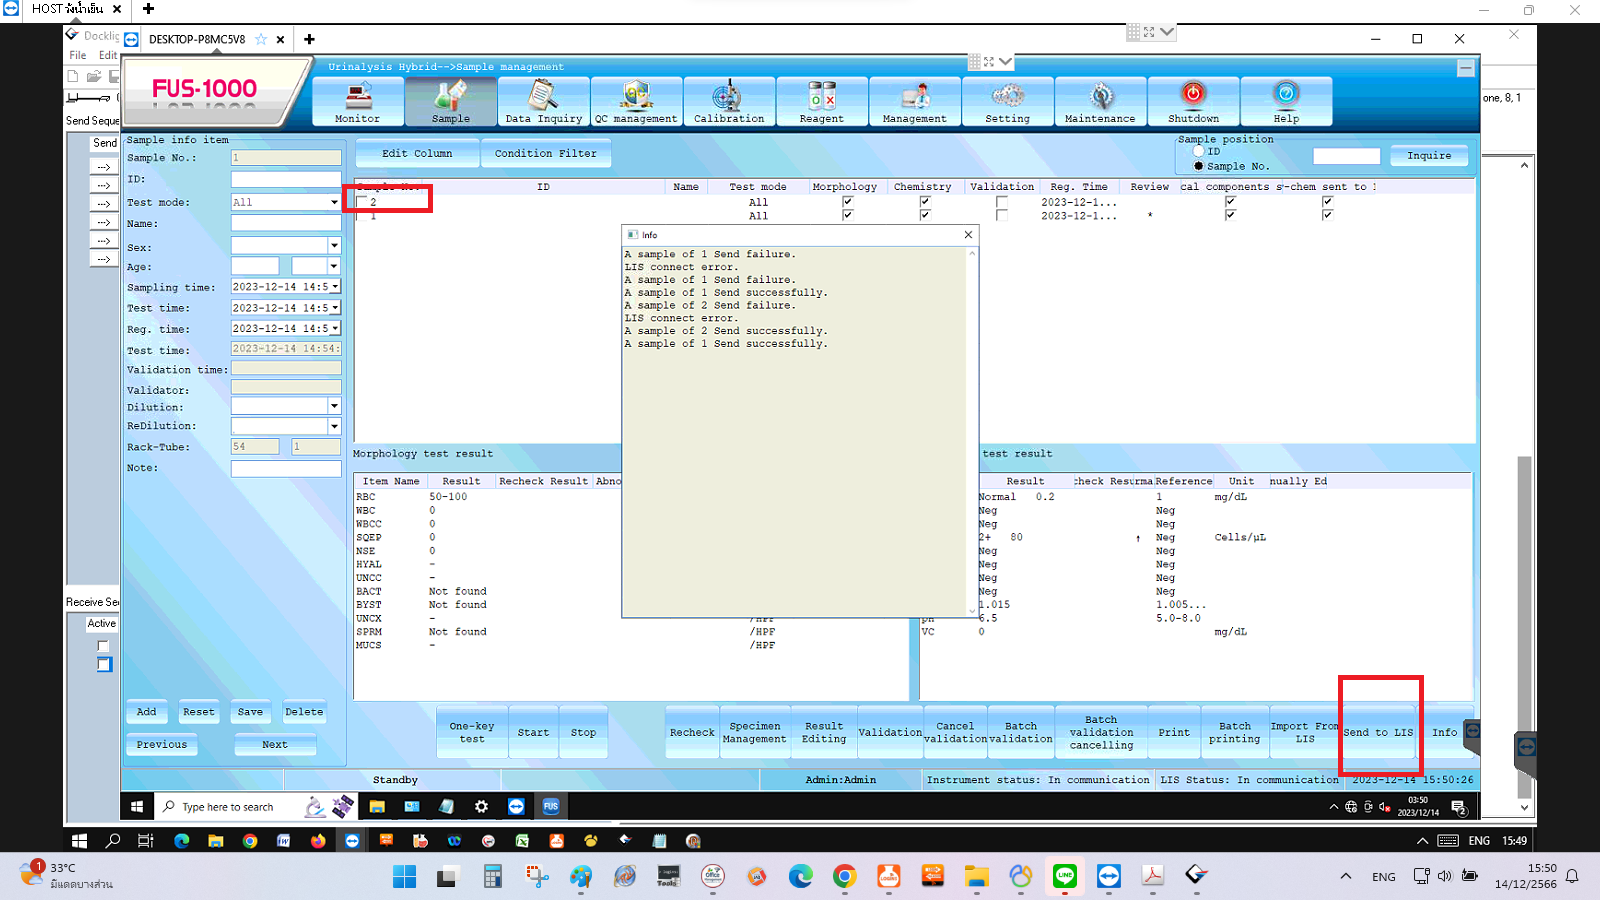 HOST วังน้ำเย็น
Docklig
DESKTOP-P8MC5V8
File Edit
FUS-1000
Urinalysis Hybrid-->Sample management
Monitor
Sample
Data Inquiry
QC management
Calibration
Reagent
Management
Setting
Maintenance
Shutdown
Help
one, 8, 1
Send Seque
Send
--->
--->
--->
--->
--->
--->
Receive Sec
Active
Sample info item
Sample No.: 1
ID:
Test mode: All
Name:
Sex:
Age:
Sampling time: 2023-12-14 14:5
Test time: 2023-12-14 14:5
Reg. time: 2023-12-14 14:5
Test time: 2023-12-14 14:54:
Validation time:
Validator:
Dilution:
ReDilution:
Rack-Tube: 54 1
Note:
Add Reset Save Delete
Previous Next
Edit Column
Condition Filter
Sample position
ID
Sample No.
Inquire
Sample No. ID Name Test mode Morphology Chemistry Validation Reg. Time Review cal components s-chem sent to l
2 All 2023-12-1...
1 All 2023-12-1... *
Info
A sample of 1 Send failure.
LIS connect error.
A sample of 1 Send failure.
A sample of 1 Send successfully.
A sample of 2 Send failure.
LIS connect error.
A sample of 2 Send successfully.
A sample of 1 Send successfully.
Morphology test result
Item Name Result Recheck Result Abno
RBC 50-100
WBC 0
WBCC 0
SQEP 0
NSE 0
HYAL -
UNCC -
BACT Not found
BYST Not found
UNCX - /HPF
SPRM Not found /HPF
MUCS - /HPF
test result
Result check Resu rma Reference Unit nually Ed
Normal 0.2 1 mg/dL
Neg Neg
Neg Neg
2+ 80 ↑ Neg Cells/μL
Neg Neg
Neg Neg
Neg Neg
Neg Neg
1.015 1.005...
pH 6.5 5.0-8.0
VC 0 mg/dL
One-key test
Start
Stop
Recheck
Specimen Management
Result Editing
Validation
Cancel validation
Batch validation
Batch validation cancelling
Print
Batch printing
Import From LIS
Send to LIS
Info
Standby
Admin:Admin
Instrument status: In communication
LIS Status: In communication
2023-12-14 15:50:26
Type here to search
FUS
03:50
2023/12/14
2
ENG 15:49
1
33°C
มีแดดบางส่วน
Office
Tools
ENG
15:50
14/12/2566